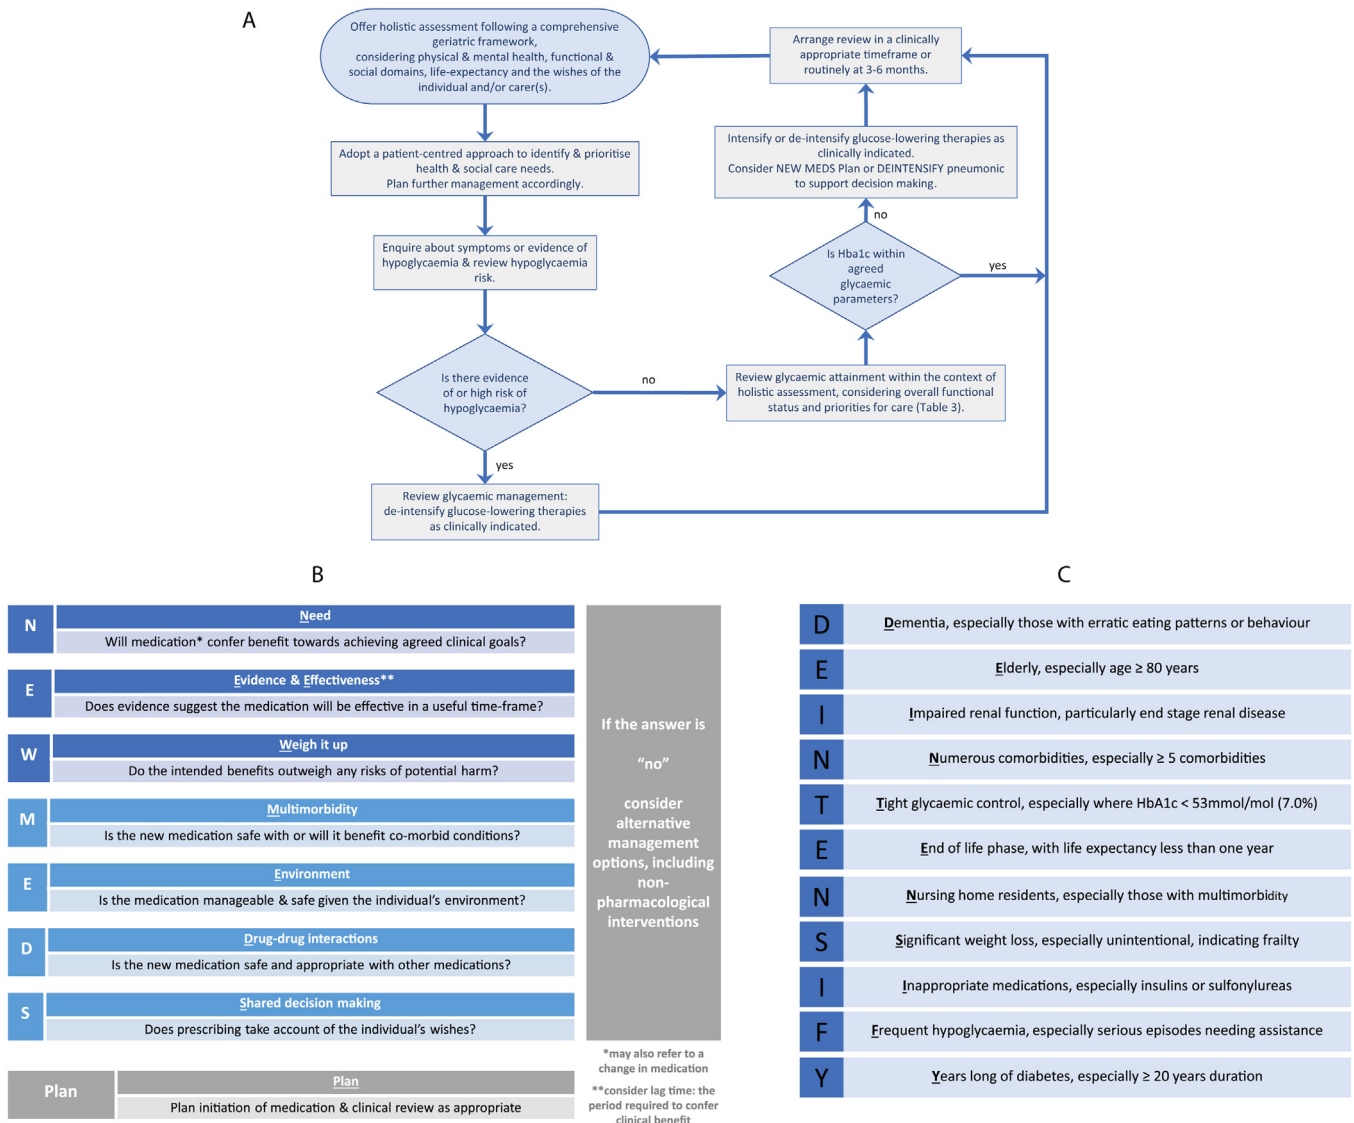 A
Offer holistic assessment following a comprehensive
geriatric framework,
considering physical & mental health, functional &
social domains, life-expectancy and the wishes of the
individual and/or carer(s).
Adopt a patient-centred approach to identify & prioritise
health & social care needs.
Plan further management accordingly.
Enquire about symptoms or evidence of
hypoglycaemia & review hypoglycaemia
risk.
Is there evidence
of or high risk of
hypoglycaemia?
no
yes
Review glycaemic management:
de-intensify glucose-lowering therapies
as clinically indicated.
Review glycaemic attainment within the context of
holistic assessment, considering overall functional
status and priorities for care (Table 3).
Is Hba1c within
agreed
glycaemic
parameters?
yes
no
Intensify or de-intensify glucose-lowering therapies as
clinically indicated.
Consider NEW MEDS Plan or DEINTENSIFY pneumonic
to support decision making.
Arrange review in a clinically
appropriate timeframe or
routinely at 3-6 months.
B
N
Need
Will medication* confer benefit towards achieving agreed clinical goals?
E
Evidence & Effectiveness**
Does evidence suggest the medication will be effective in a useful time-frame?
W
Weigh it up
Do the intended benefits outweigh any risks of potential harm?
M
Multimorbidity
Is the new medication safe with or will it benefit co-morbid conditions?
E
Environment
Is the medication manageable & safe given the individual's environment?
D
Drug-drug interactions
Is the new medication safe and appropriate with other medications?
S
Shared decision making
Does prescribing take account of the individual's wishes?
Plan
Plan
Plan initiation of medication & clinical review as appropriate
If the answer is
"no"
consider
alternative
management
options, including
non-
pharmacological
interventions
*may also refer to a
change in medication
**consider lag time: the
period required to confer
clinical benefit
C
D
Dementia, especially those with erratic eating patterns or behaviour
E
Elderly, especially age ≥ 80 years
I
Impaired renal function, particularly end stage renal disease
N
Numerous comorbidities, especially ≥ 5 comorbidities
T
Tight glycaemic control, especially where HbA1c < 53mmol/mol (7.0%)
E
End of life phase, with life expectancy less than one year
N
Nursing home residents, especially those with multimorbidity
S
Significant weight loss, especially unintentional, indicating frailty
I
Inappropriate medications, especially insulins or sulfonylureas
F
Frequent hypoglycaemia, especially serious episodes needing assistance
Y
Years long of diabetes, especially ≥ 20 years duration